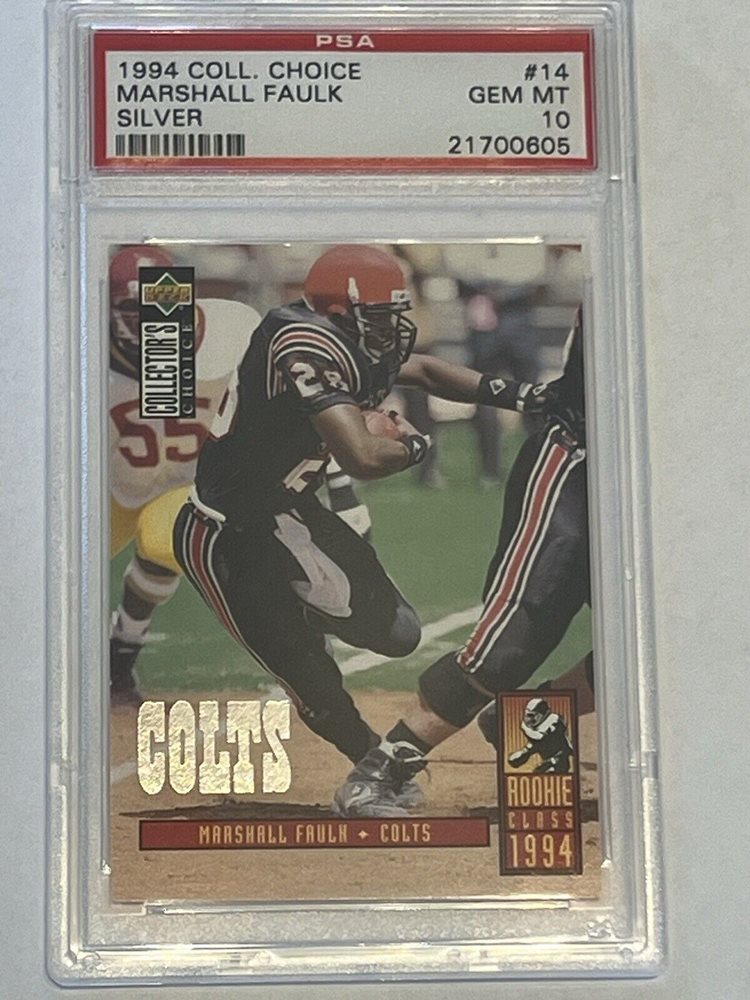 PSA
1994 COLL. CHOICE #14
MARSHALL FAULK GEM MT
SILVER 10
21700605
UPPER DECK
COLLECTOR'S
CHOICE
28
55
COLTS
MARSHALL FAULK COLTS
ROOKIE
CLASS
1994